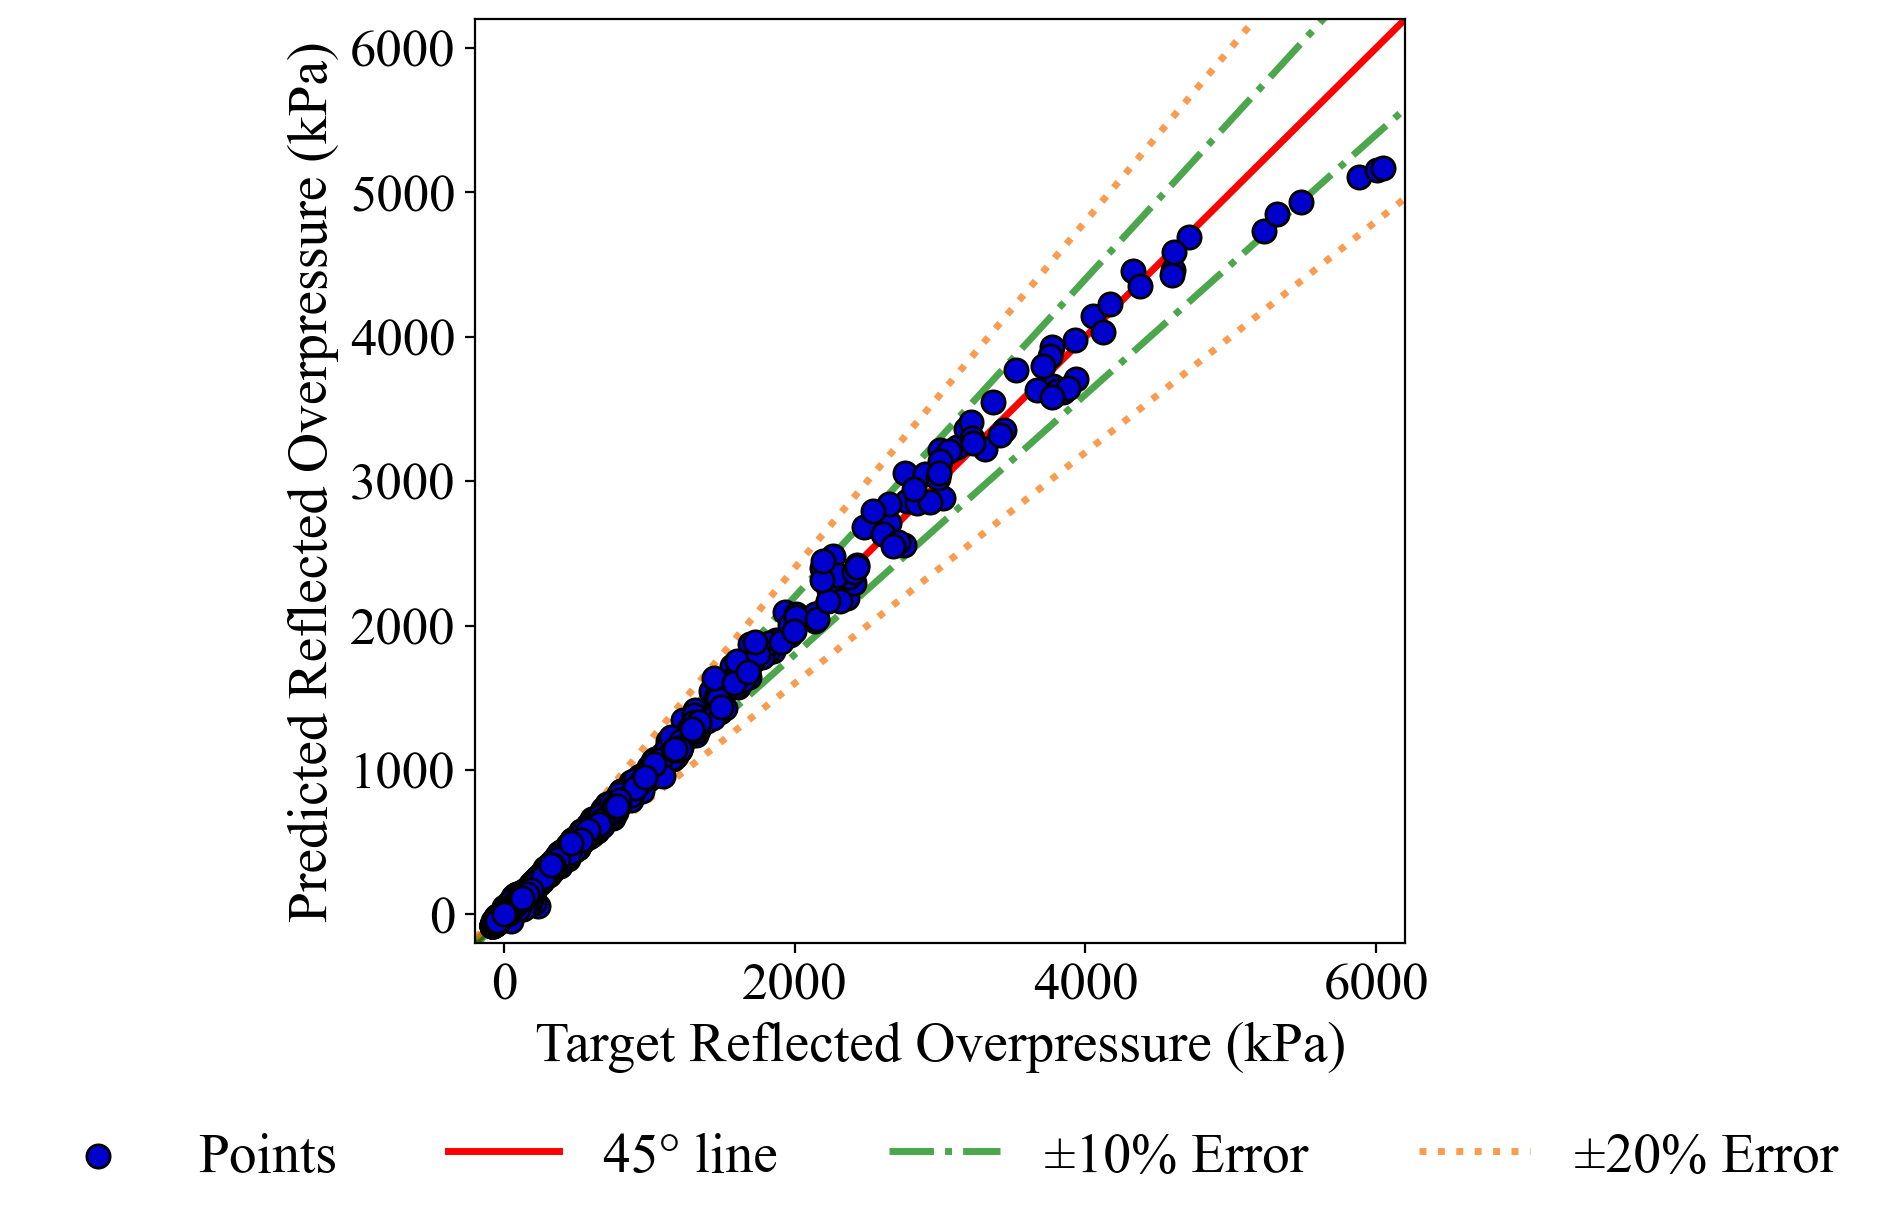 Predicted Reflected Overpressure (kPa)
6000
5000
4000
3000
2000
1000
0
0 2000 4000 6000
Target Reflected Overpressure (kPa)
Points 45° line ±10% Error ±20% Error